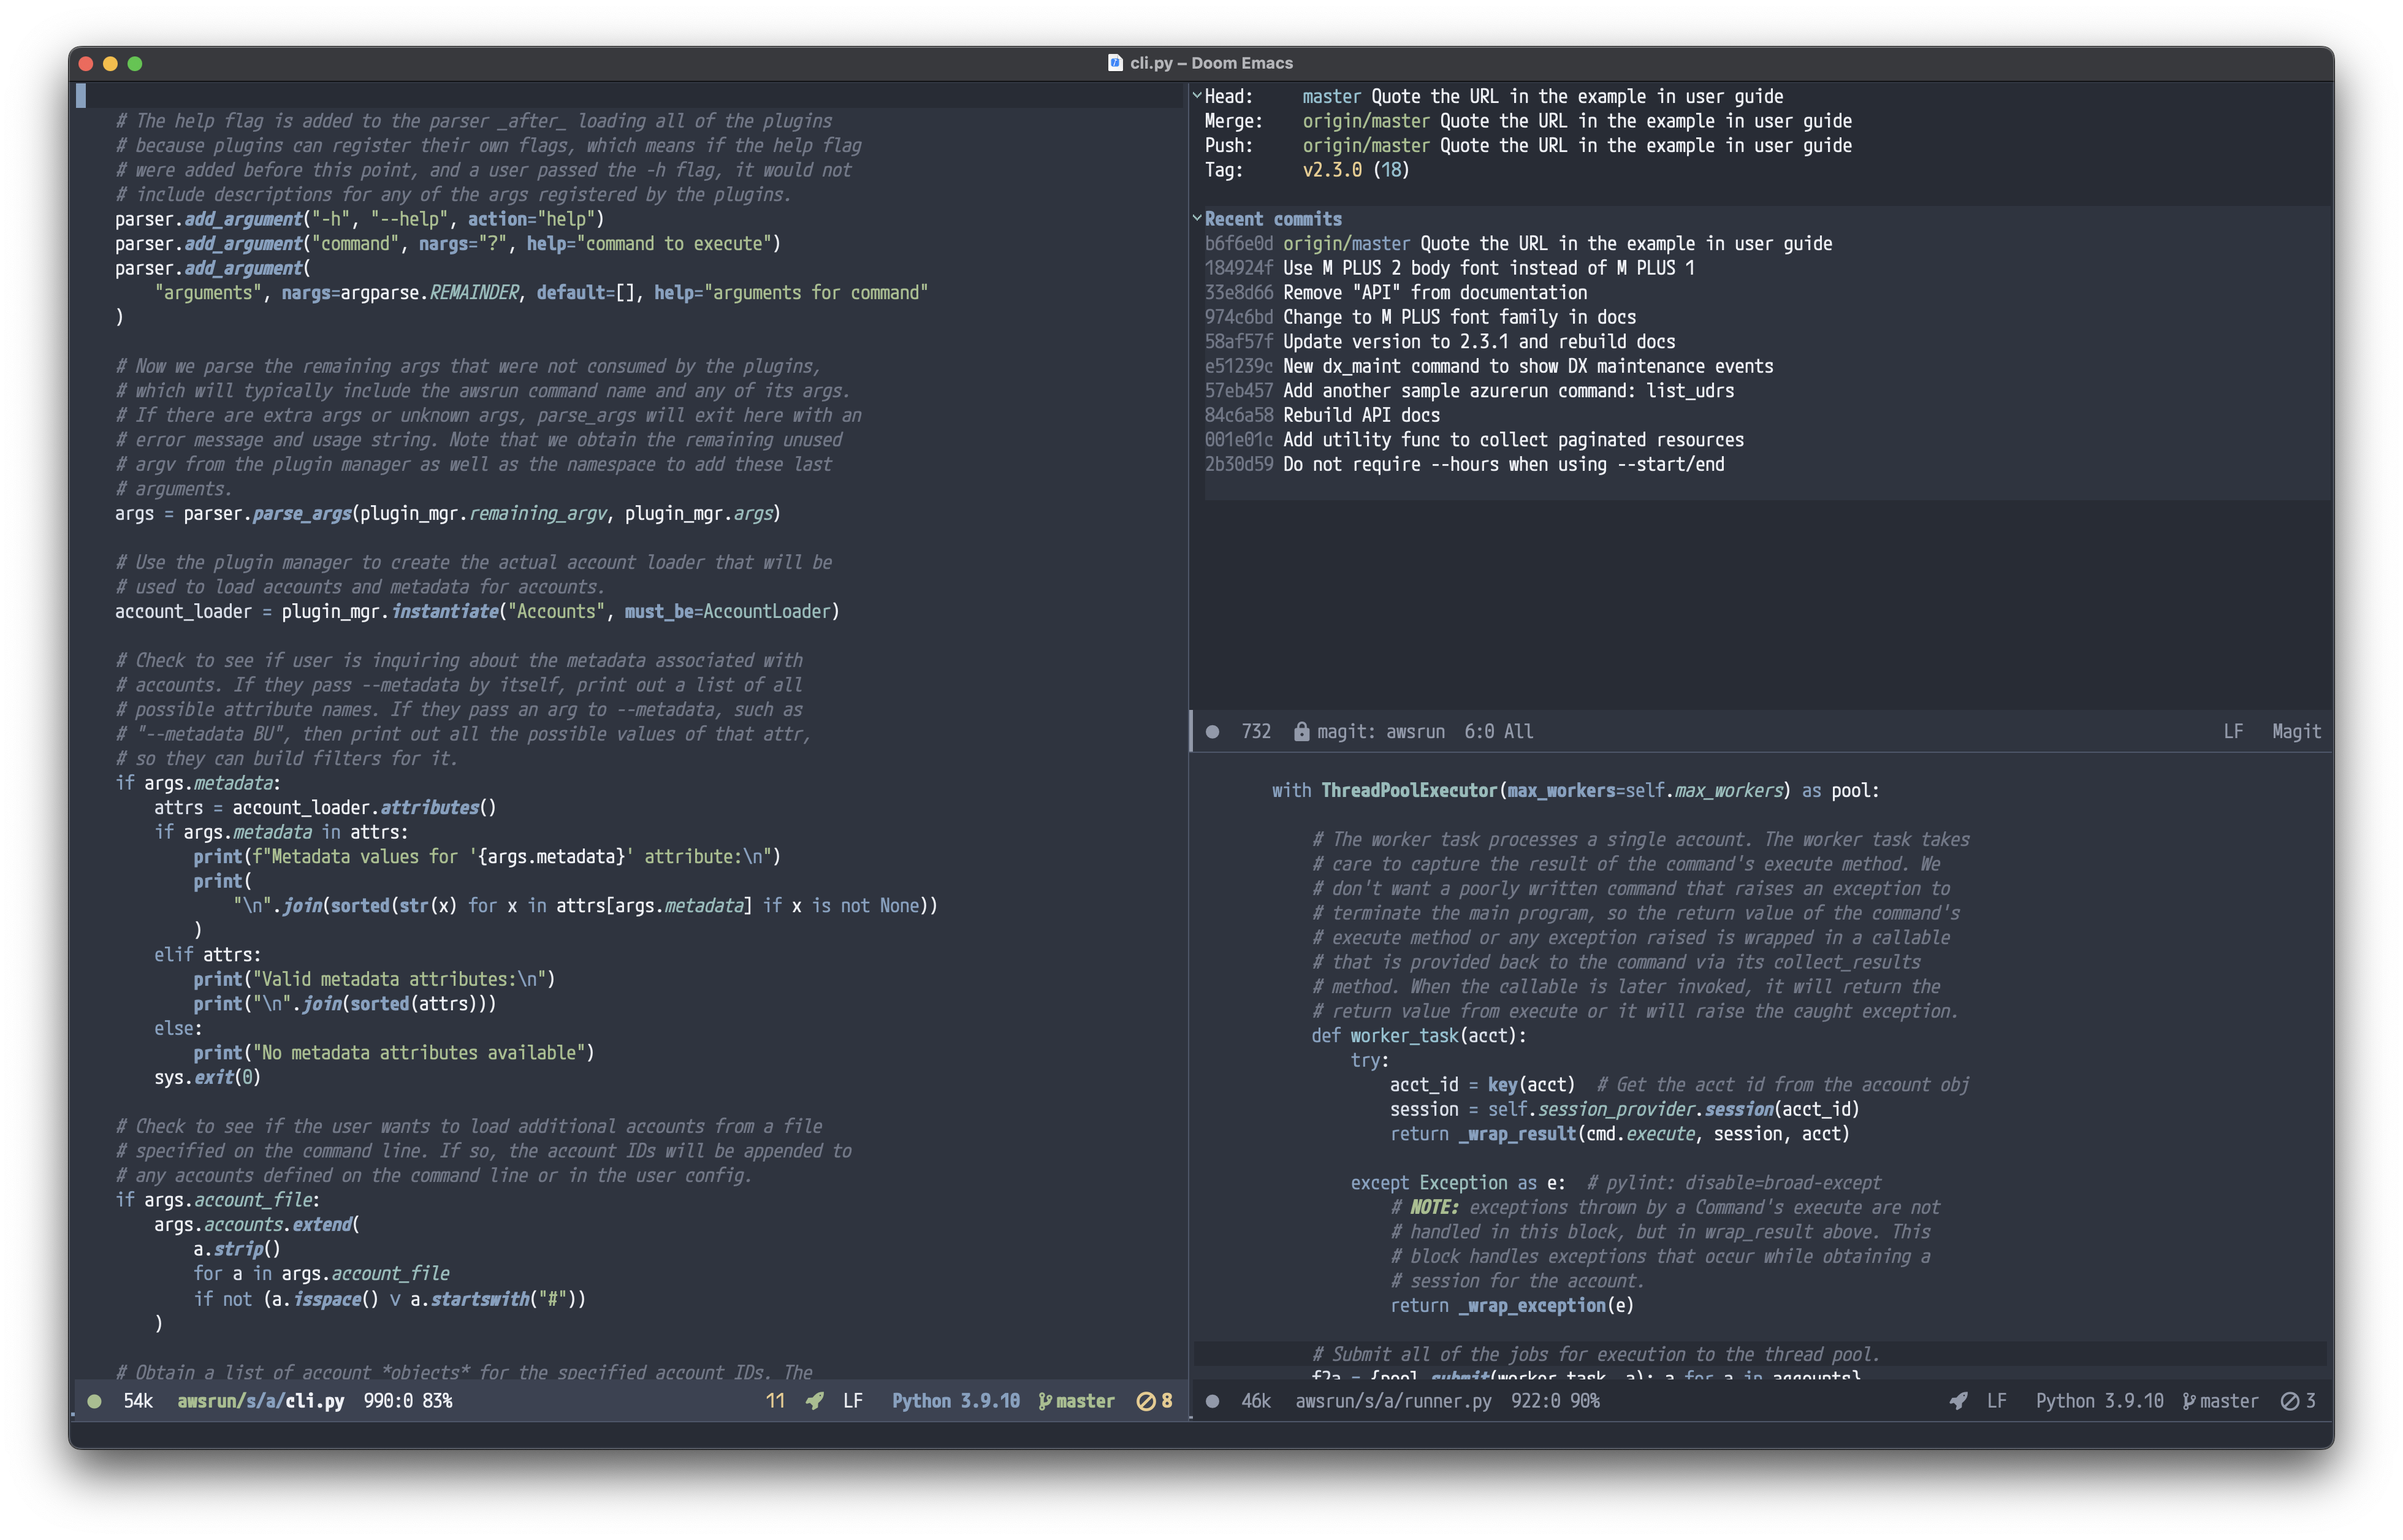 cli.py – Doom Emacs
# The help flag is added to the parser _after_ loading all of the plugins
# because plugins can register their own flags, which means if the help flag
# were added before this point, and a user passed the -h flag, it would not
# include descriptions for any of the args registered by the plugins.
parser.add_argument("-h", "--help", action="help")
parser.add_argument("command", nargs="?", help="command to execute")
parser.add_argument(
    "arguments", nargs=argparse.REMAINDER, default=[], help="arguments for command"
)
# Now we parse the remaining args that were not consumed by the plugins,
# which will typically include the awsrun command name and any of its args.
# If there are extra args or unknown args, parse_args will exit here with an
# error message and usage string. Note that we obtain the remaining unused
# argv from the plugin manager as well as the namespace to add these last
# arguments.
args = parser.parse_args(plugin_mgr.remaining_argv, plugin_mgr.args)
# Use the plugin manager to create the actual account loader that will be
# used to load accounts and metadata for accounts.
account_loader = plugin_mgr.instantiate("Accounts", must_be=AccountLoader)
# Check to see if user is inquiring about the metadata associated with
# accounts. If they pass --metadata by itself, print out a list of all
# possible attribute names. If they pass an arg to --metadata, such as
# "--metadata BU", then print out all the possible values of that attr,
# so they can build filters for it.
if args.metadata:
    attrs = account_loader.attributes()
    if args.metadata in attrs:
        print(f"Metadata values for '{args.metadata}' attribute:\n")
        print(
            "\n".join(sorted(str(x) for x in attrs[args.metadata] if x is not None))
        )
    elif attrs:
        print("Valid metadata attributes:\n")
        print("\n".join(sorted(attrs)))
    else:
        print("No metadata attributes available")
    sys.exit(0)
# Check to see if the user wants to load additional accounts from a file
# specified on the command line. If so, the account IDs will be appended to
# any accounts defined on the command line or in the user config.
if args.account_file:
    args.accounts.extend(
        a.strip()
        for a in args.account_file
        if not (a.isspace() ∨ a.startswith("#"))
    )
# Obtain a list of account *objects* for the specified account IDs. The
54k awsrun/s/a/cli.py 990:0 83% 11 LF Python 3.9.10 master 8
Head: master Quote the URL in the example in user guide
Merge: origin/master Quote the URL in the example in user guide
Push: origin/master Quote the URL in the example in user guide
Tag: v2.3.0 (18)
Recent commits
b6f6e0d origin/master Quote the URL in the example in user guide
184924f Use M PLUS 2 body font instead of M PLUS 1
33e8d66 Remove "API" from documentation
974c6bd Change to M PLUS font family in docs
58af57f Update version to 2.3.1 and rebuild docs
e51239c New dx_maint command to show DX maintenance events
57eb457 Add another sample azurerun command: list_udrs
84c6a58 Rebuild API docs
001e01c Add utility func to collect paginated resources
2b30d59 Do not require --hours when using --start/end
732 magit: awsrun 6:0 All LF Magit
with ThreadPoolExecutor(max_workers=self.max_workers) as pool:
    # The worker task processes a single account. The worker task takes
    # care to capture the result of the command's execute method. We
    # don't want a poorly written command that raises an exception to
    # terminate the main program, so the return value of the command's
    # execute method or any exception raised is wrapped in a callable
    # that is provided back to the command via its collect_results
    # method. When the callable is later invoked, it will return the
    # return value from execute or it will raise the caught exception.
    def worker_task(acct):
        try:
            acct_id = key(acct)  # Get the acct id from the account obj
            session = self.session_provider.session(acct_id)
            return _wrap_result(cmd.execute, session, acct)
        except Exception as e:  # pylint: disable=broad-except
            # NOTE: exceptions thrown by a Command's execute are not
            # handled in this block, but in wrap_result above. This
            # block handles exceptions that occur while obtaining a
            # session for the account.
            return _wrap_exception(e)
    # Submit all of the jobs for execution to the thread pool.
    f2a = {pool.submit(worker_task, a): a for a in accounts}
46k awsrun/s/a/runner.py 922:0 90% LF Python 3.9.10 master 3